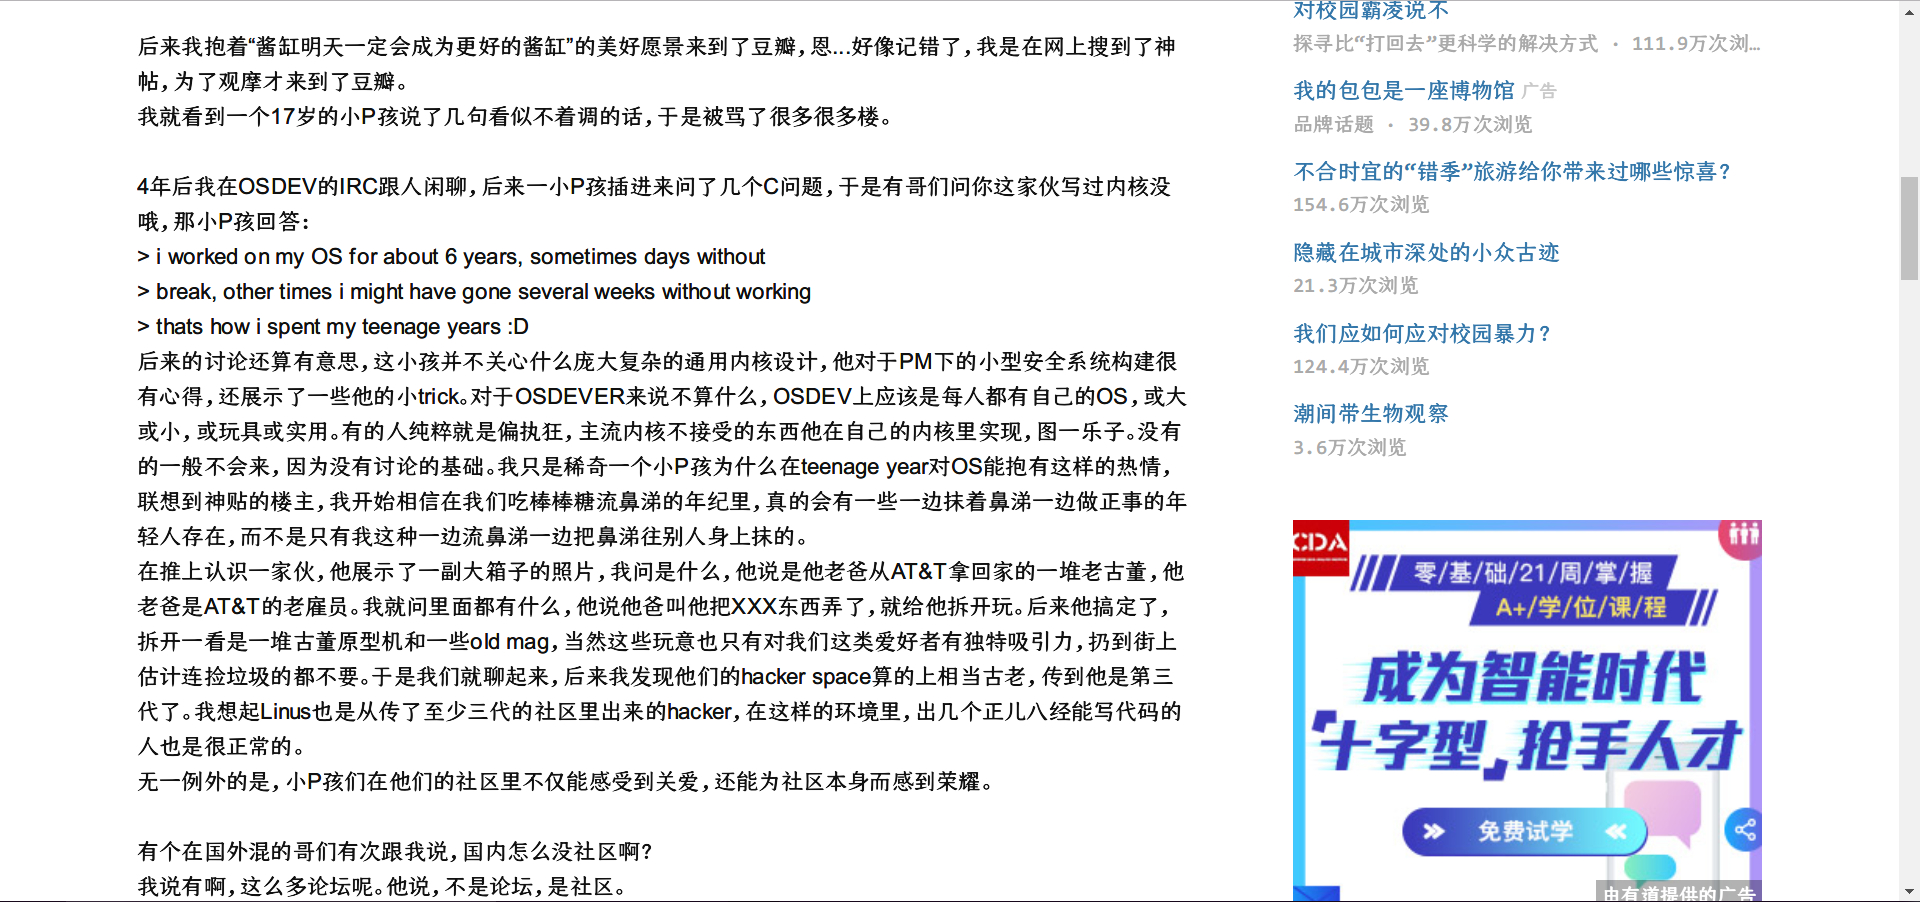 后来我抱着“酱缸明天一定会成为更好的酱缸”的美好愿景来到了豆瓣，恩...好像记错了，我是在网上搜到了神
帖，为了观摩才来到了豆瓣。
我就看到一个17岁的小P孩说了几句看似不着调的话，于是被骂了很多很多楼。
4年后我在OSDEV的IRC跟人闲聊，后来一小P孩插进来问了几个C问题，于是有哥们问你这家伙写过内核没
哦，那小P孩回答：
> i worked on my OS for about 6 years, sometimes days without
> break, other times i might have gone several weeks without working
> thats how i spent my teenage years :D
后来的讨论还算有意思，这小孩并不关心什么庞大复杂的通用内核设计，他对于PM下的小型安全系统构建很
有心得，还展示了一些他的小trick。对于OSDEVER来说不算什么，OSDEV上应该是每人都有自己的OS，或大
或小，或玩具或实用。有的人纯粹就是偏执狂，主流内核不接受的东西他在自己的内核里实现，图一乐子。没有
的一般不会来，因为没有讨论的基础。我只是稀奇一个小P孩为什么在teenage year对OS能抱有这样的热情，
联想到神贴的楼主，我开始相信在我们吃棒棒糖流鼻涕的年纪里，真的会有一些一边抹着鼻涕一边做正事的年
轻人存在，而不是只有我这种一边流鼻涕一边把鼻涕往别人身上抹的。
在推上认识一家伙，他展示了一副大箱子的照片，我问是什么，他说是他老爸从AT&T拿回家的一堆老古董，他
老爸是AT&T的老雇员。我就问里面都有什么，他说他爸叫他把XXX东西弄了，就给他拆开玩。后来他搞定了，
拆开一看是一堆古董原型机和一些old mag，当然这些玩意也只有对我们这类爱好者有独特吸引力，扔到街上
估计连捡垃圾的都不要。于是我们就聊起来，后来我发现他们的hacker space算的上相当古老，传到他是第三
代了。我想起Linus也是从传了至少三代的社区里出来的hacker，在这样的环境里，出几个正儿八经能写代码的
人也是很正常的。
无一例外的是，小P孩们在他们的社区里不仅能感受到关爱，还能为社区本身而感到荣耀。
有个在国外混的哥们有次跟我说，国内怎么没社区啊？
我说有啊，这么多论坛呢。他说，不是论坛，是社区。
对校园霸凌说不
探寻比“打回去”更科学的解决方式 · 111.9万次浏…
我的包包是一座博物馆 广告
品牌话题 · 39.8万次浏览
不合时宜的“错季”旅游给你带来过哪些惊喜？
154.6万次浏览
隐藏在城市深处的小众古迹
21.3万次浏览
我们应如何应对校园暴力？
124.4万次浏览
潮间带生物观察
3.6万次浏览
CDA
零/基/础/21/周/掌/握
A+/学/位/课/程
成为智能时代
「十字型」抢手人才
免费试学
由有道提供的广告